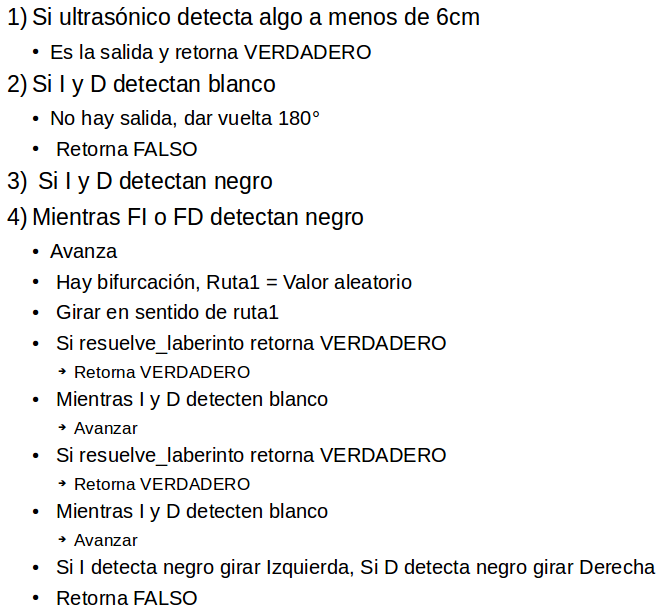 1) Si ultrasónico detecta algo a menos de 6cm
• Es la salida y retorna VERDADERO
2) Si I y D detectan blanco
• No hay salida, dar vuelta 180°
• Retorna FALSO
3) Si I y D detectan negro
4) Mientras FI o FD detectan negro
• Avanza
• Hay bifurcación, Ruta1 = Valor aleatorio
• Girar en sentido de ruta1
• Si resuelve_laberinto retorna VERDADERO
➔ Retorna VERDADERO
• Mientras I y D detecten blanco
➔ Avanzar
• Si resuelve_laberinto retorna VERDADERO
➔ Retorna VERDADERO
• Mientras I y D detecten blanco
➔ Avanzar
• Si I detecta negro girar Izquierda, Si D detecta negro girar Derecha
• Retorna FALSO